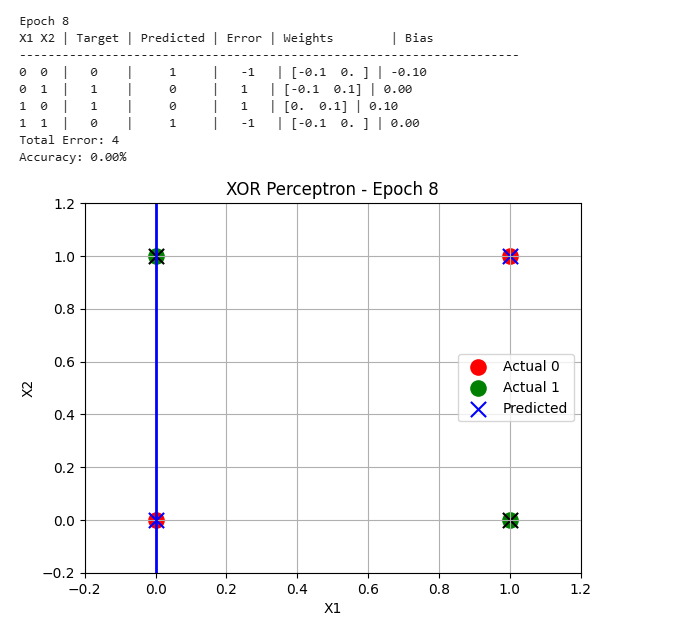 Epoch 8
X1 X2 | Target | Predicted | Error | Weights        | Bias
----------------------------------------------------------------------
0  0  |   0    |     1     |   -1   | [-0.1  0. ] | -0.10
0  1  |   1    |     0     |   1   | [-0.1  0.1] | 0.00
1  0  |   1    |     0     |   1   | [0.  0.1] | 0.10
1  1  |   0    |     1     |   -1   | [-0.1  0. ] | 0.00
Total Error: 4
Accuracy: 0.00%
XOR Perceptron - Epoch 8
1.2
1.0
0.8
0.6
0.4
0.2
0.0
−0.2
X2
Actual 0
Actual 1
Predicted
−0.2 0.0 0.2 0.4 0.6 0.8 1.0 1.2
X1